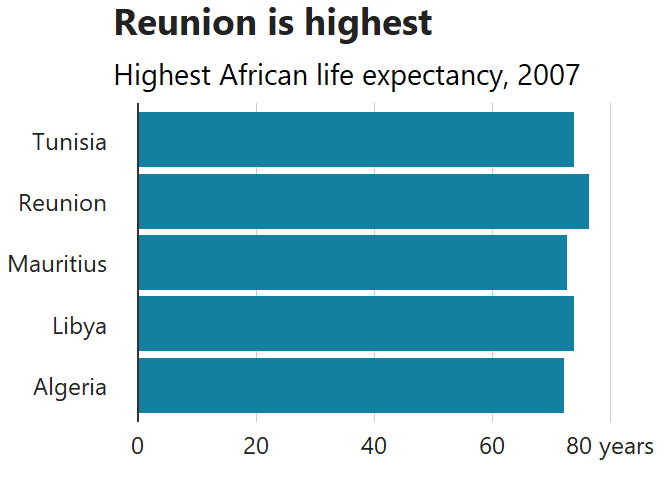 Reunion is highest
Highest African life expectancy, 2007
Tunisia
Reunion
Mauritius
Libya
Algeria
0 20 40 60 80 years